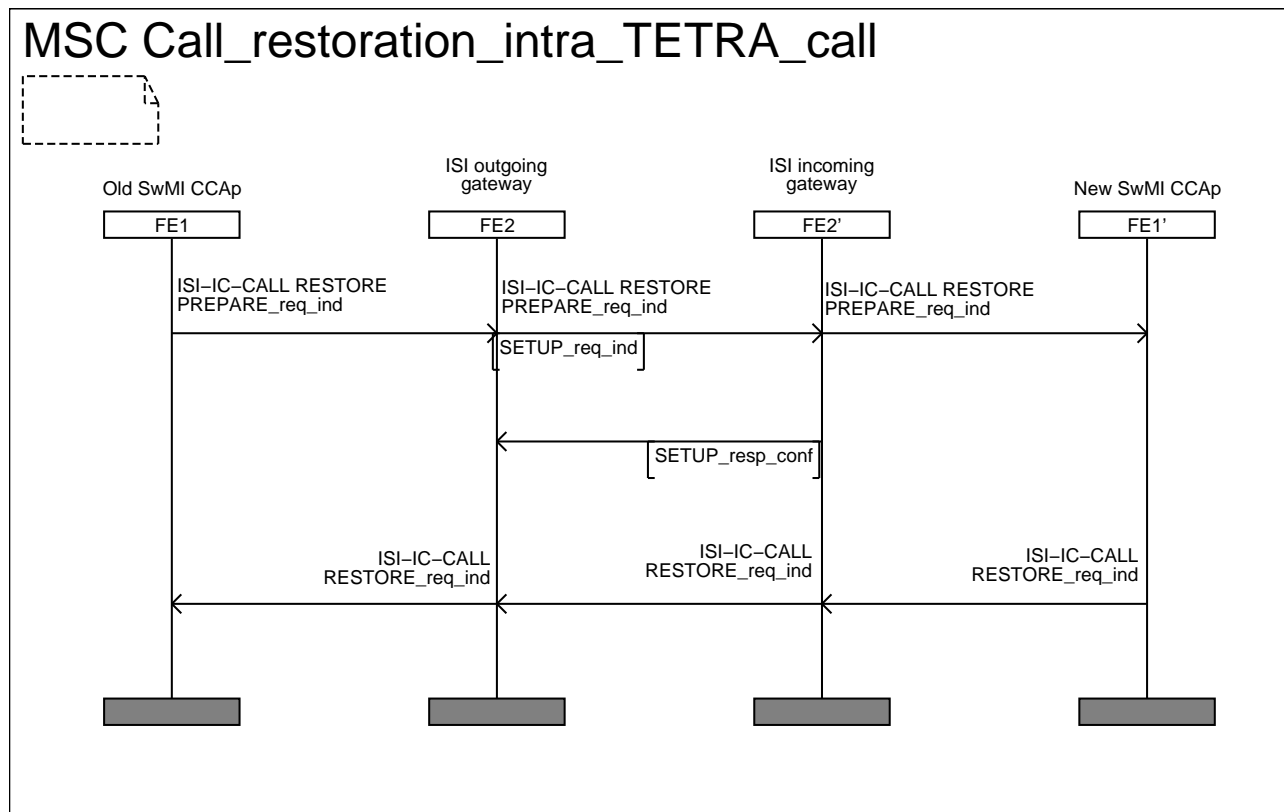 MSC Call_restoration_intra_TETRA_call
Old SwMI CCAp
ISI outgoing
gateway
ISI incoming
gateway
New SwMI CCAp
FE1
FE2
FE2’
FE1’
ISI−IC−CALL RESTORE
PREPARE_req_ind
ISI−IC−CALL RESTORE
PREPARE_req_ind
ISI−IC−CALL RESTORE
PREPARE_req_ind
SETUP_req_ind
SETUP_resp_conf
ISI−IC−CALL
RESTORE_req_ind
ISI−IC−CALL
RESTORE_req_ind
ISI−IC−CALL
RESTORE_req_ind